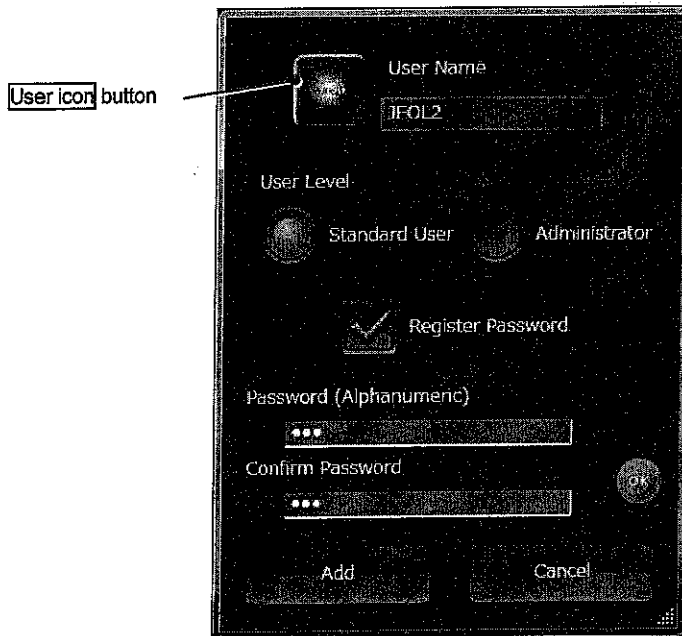 User Name
User icon button
JFOL2
User Level
Standard User
Administrator
Register Password
Password (Alphanumeric)
•••
Confirm Password
OK
•••
Add
Cancel